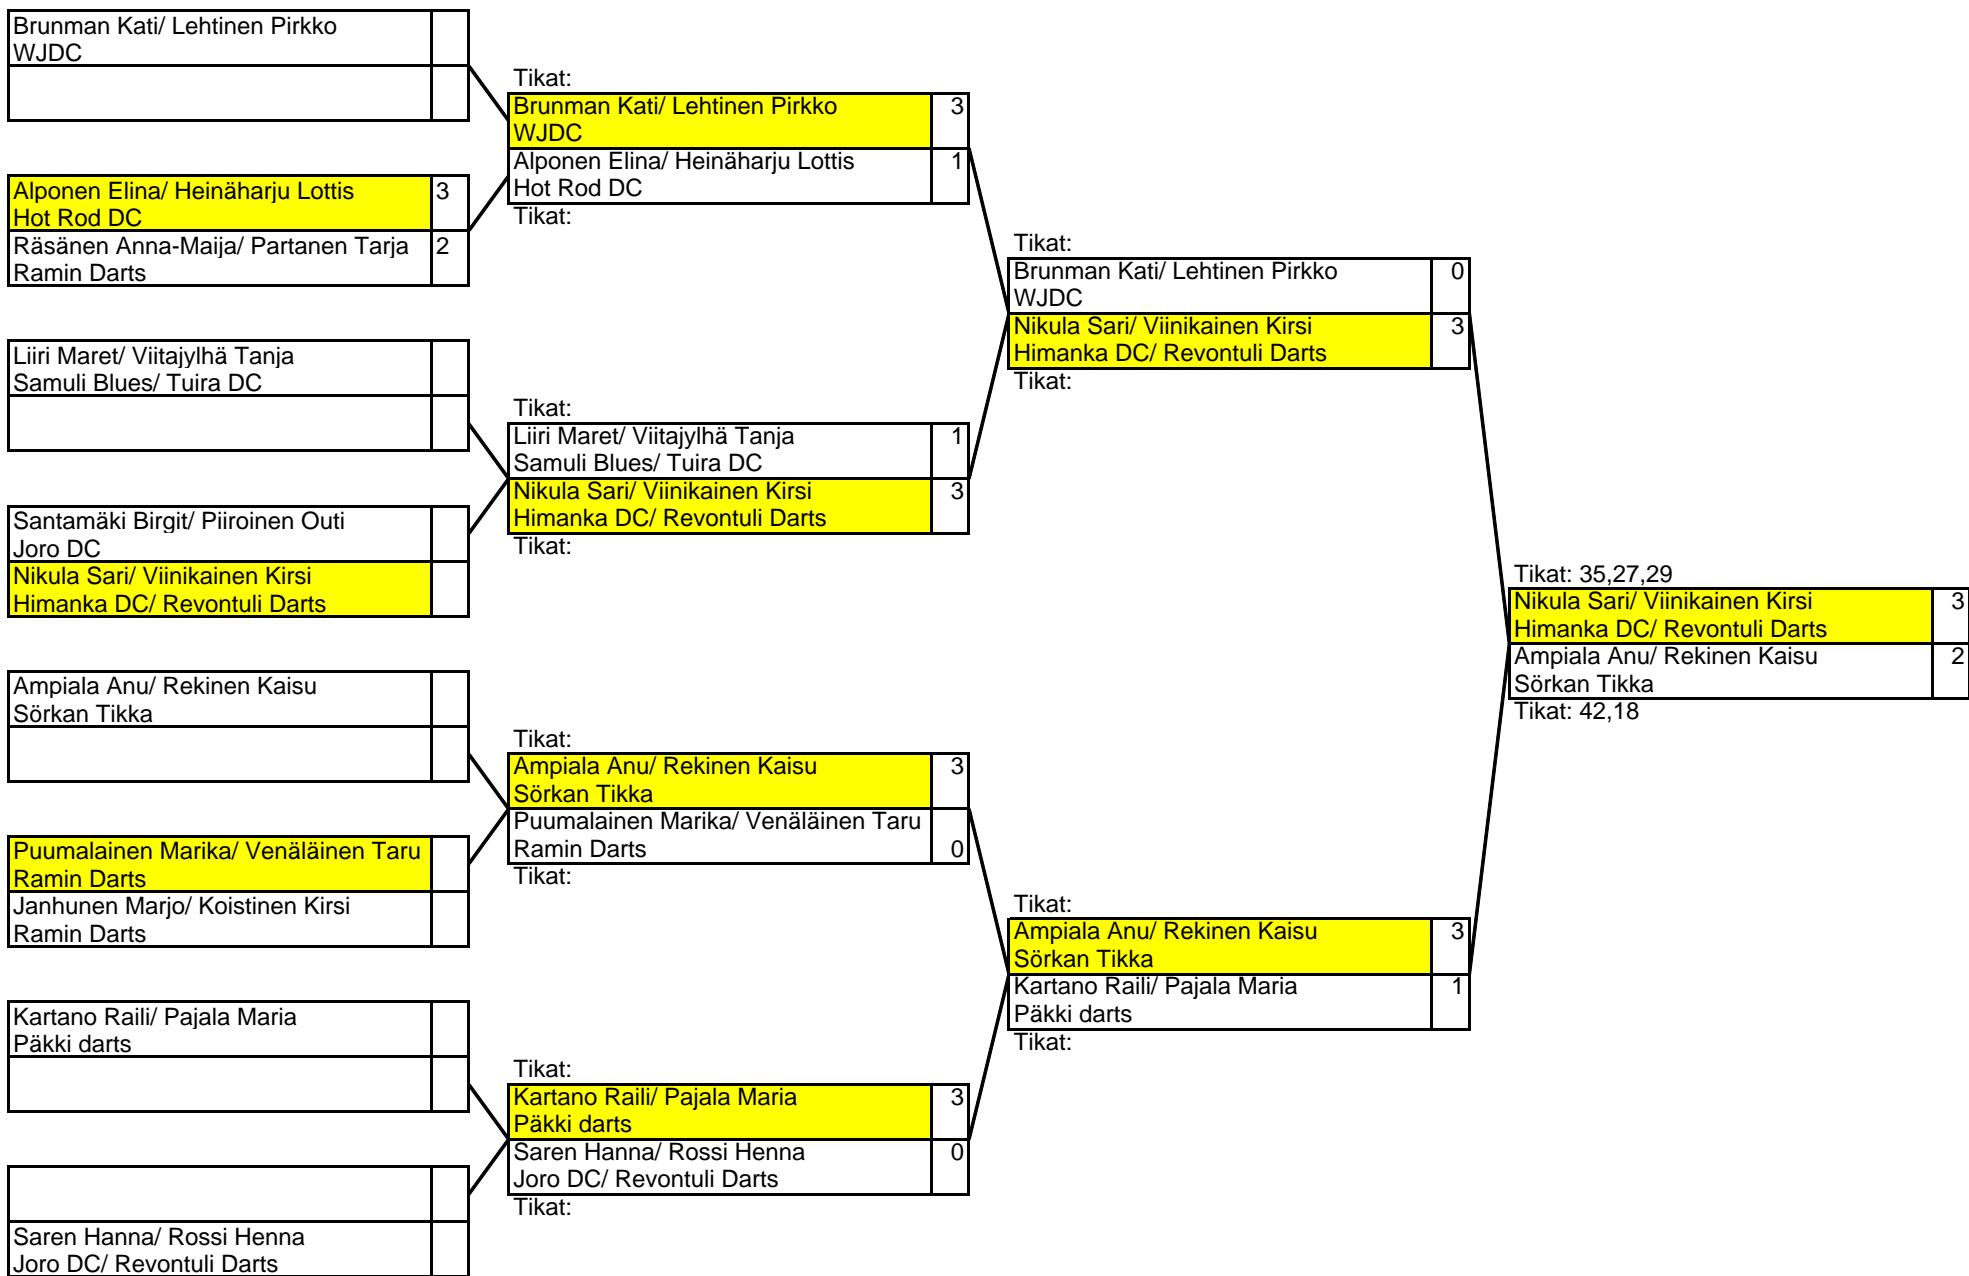 Brunman Kati/ Lehtinen Pirkko
WJDC
Alponen Elina/ Heinäharju Lottis 3
Hot Rod DC
Räsänen Anna-Maija/ Partanen Tarja 2
Ramin Darts
Liiri Maret/ Viitajylhä Tanja
Samuli Blues/ Tuira DC
Santamäki Birgit/ Piiroinen Outi
Joro DC
Nikula Sari/ Viinikainen Kirsi
Himanka DC/ Revontuli Darts
Ampiala Anu/ Rekinen Kaisu
Sörkan Tikka
Puumalainen Marika/ Venäläinen Taru
Ramin Darts
Janhunen Marjo/ Koistinen Kirsi
Ramin Darts
Kartano Raili/ Pajala Maria
Päkki darts
Saren Hanna/ Rossi Henna
Joro DC/ Revontuli Darts
Tikat:
Brunman Kati/ Lehtinen Pirkko 3
WJDC
Alponen Elina/ Heinäharju Lottis 1
Hot Rod DC
Tikat:
Tikat:
Liiri Maret/ Viitajylhä Tanja 1
Samuli Blues/ Tuira DC
Nikula Sari/ Viinikainen Kirsi 3
Himanka DC/ Revontuli Darts
Tikat:
Tikat:
Ampiala Anu/ Rekinen Kaisu 3
Sörkan Tikka
Puumalainen Marika/ Venäläinen Taru
Ramin Darts 0
Tikat:
Tikat:
Kartano Raili/ Pajala Maria 3
Päkki darts
Saren Hanna/ Rossi Henna 0
Joro DC/ Revontuli Darts
Tikat:
Tikat:
Brunman Kati/ Lehtinen Pirkko 0
WJDC
Nikula Sari/ Viinikainen Kirsi 3
Himanka DC/ Revontuli Darts
Tikat:
Tikat:
Ampiala Anu/ Rekinen Kaisu 3
Sörkan Tikka
Kartano Raili/ Pajala Maria 1
Päkki darts
Tikat:
Tikat: 35,27,29
Nikula Sari/ Viinikainen Kirsi 3
Himanka DC/ Revontuli Darts
Ampiala Anu/ Rekinen Kaisu 2
Sörkan Tikka
Tikat: 42,18